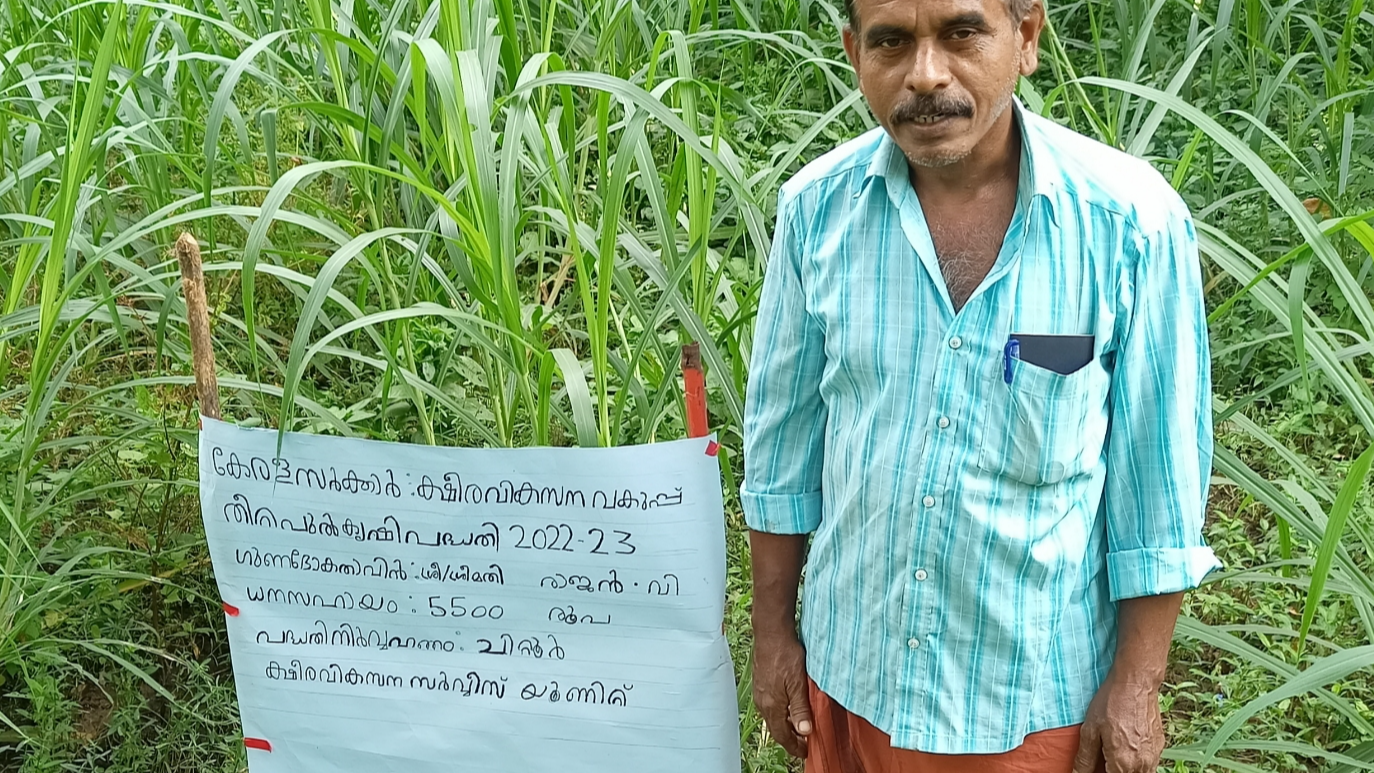 കേരളസർക്കാർ : ക്ഷീരവികസന വകുപ്പ്
തീറ്റപുൽകൃഷിപദ്ധതി 2022-23
ഗുണഭോക്താവിൻ : ശ്രീ/ശ്രീമതി രാജൻ . വി
ധനസഹായം : 5500 രൂപ
പദ്ധതിനിർവ്വഹണം : ചിറ്റൂർ
ക്ഷീരവികസന സർവ്വീസ് യൂണിറ്റ്